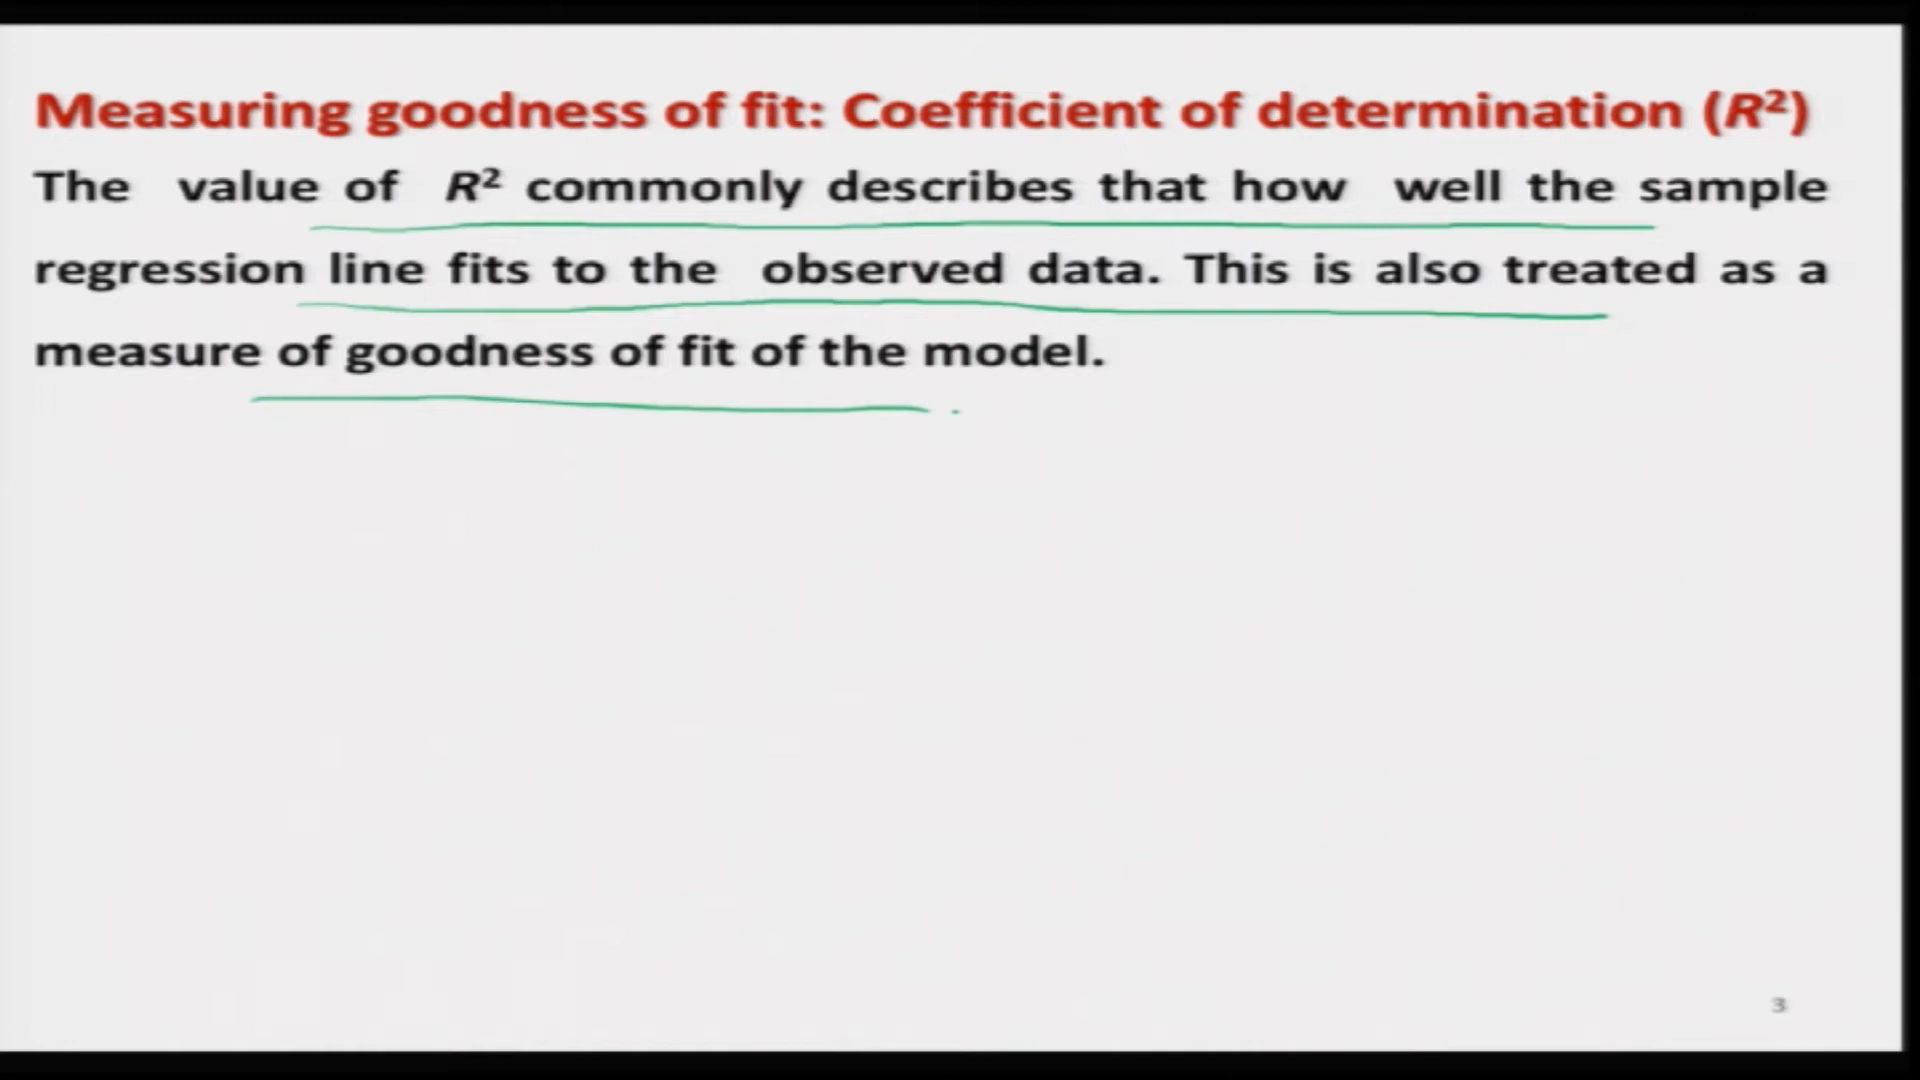 Measuring goodness of fit: Coefficient of determination (R²)
The value of R² commonly describes that how well the sample
regression line fits to the observed data. This is also treated as a
measure of goodness of fit of the model.
3